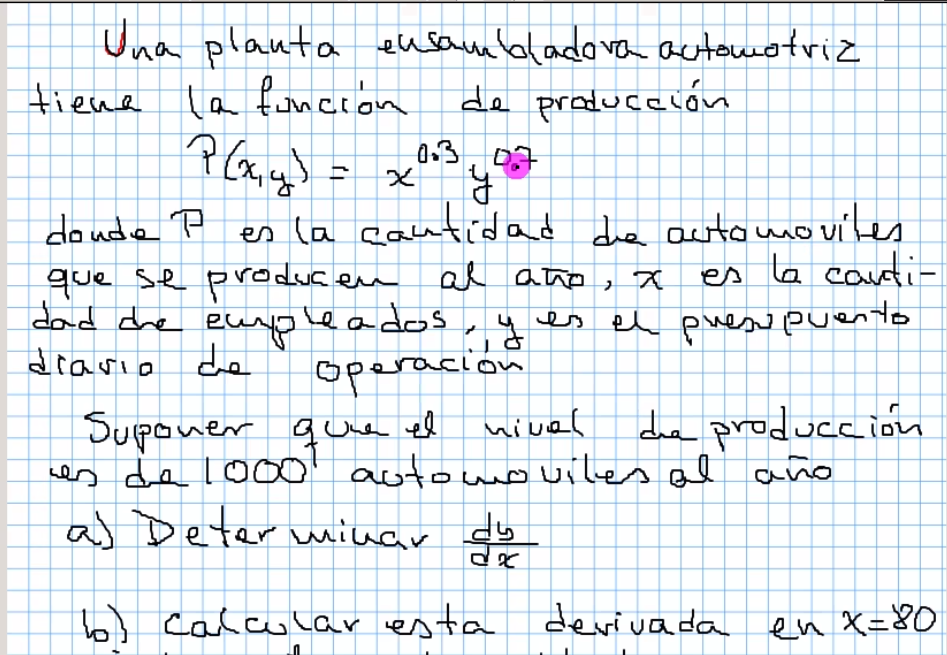 Una planta ensambladora automotriz
tiene la función de producción
P(x,y) = x^0.3 y^0.7
donde P es la cantidad de automoviles
que se producen al año, x es la canti-
dad de empleados, y es el presupuesto
diario de operación
Suponer que el nivel de producción
es de 1000 automoviles al año
a) Determinar dy/dx
b) calcular esta derivada en x=80